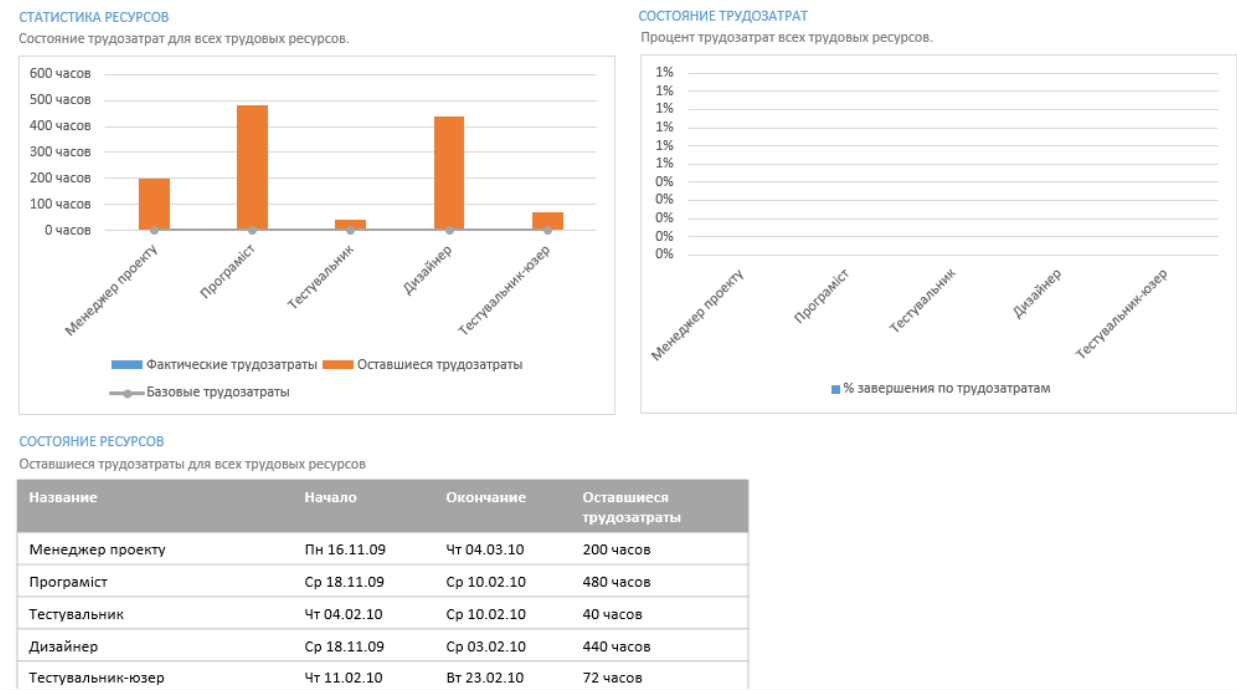 СТАТИСТИКА РЕСУРСОВ
Состояние трудозатрат для всех трудовых ресурсов.
600 часов
500 часов
400 часов
300 часов
200 часов
100 часов
0 часов
Менеджер проекту
Програміст
Тестувальник
Дизайнер
Тестувальник-юзер
Фактические трудозатраты Оставшиеся трудозатраты
Базовые трудозатраты
СОСТОЯНИЕ ТРУДОЗАТРАТ
Процент трудозатрат всех трудовых ресурсов.
1%
1%
1%
1%
1%
1%
0%
0%
0%
0%
0%
Менеджер проекту
Програміст
Тестувальник
Дизайнер
Тестувальник-юзер
% завершения по трудозатратам
СОСТОЯНИЕ РЕСУРСОВ
Оставшиеся трудозатраты для всех трудовых ресурсов
Название Начало Окончание Оставшиеся
трудозатраты
Менеджер проекту Пн 16.11.09 Чт 04.03.10 200 часов
Програміст Ср 18.11.09 Ср 10.02.10 480 часов
Тестувальник Чт 04.02.10 Ср 10.02.10 40 часов
Дизайнер Ср 18.11.09 Ср 03.02.10 440 часов
Тестувальник-юзер Чт 11.02.10 Вт 23.02.10 72 часов